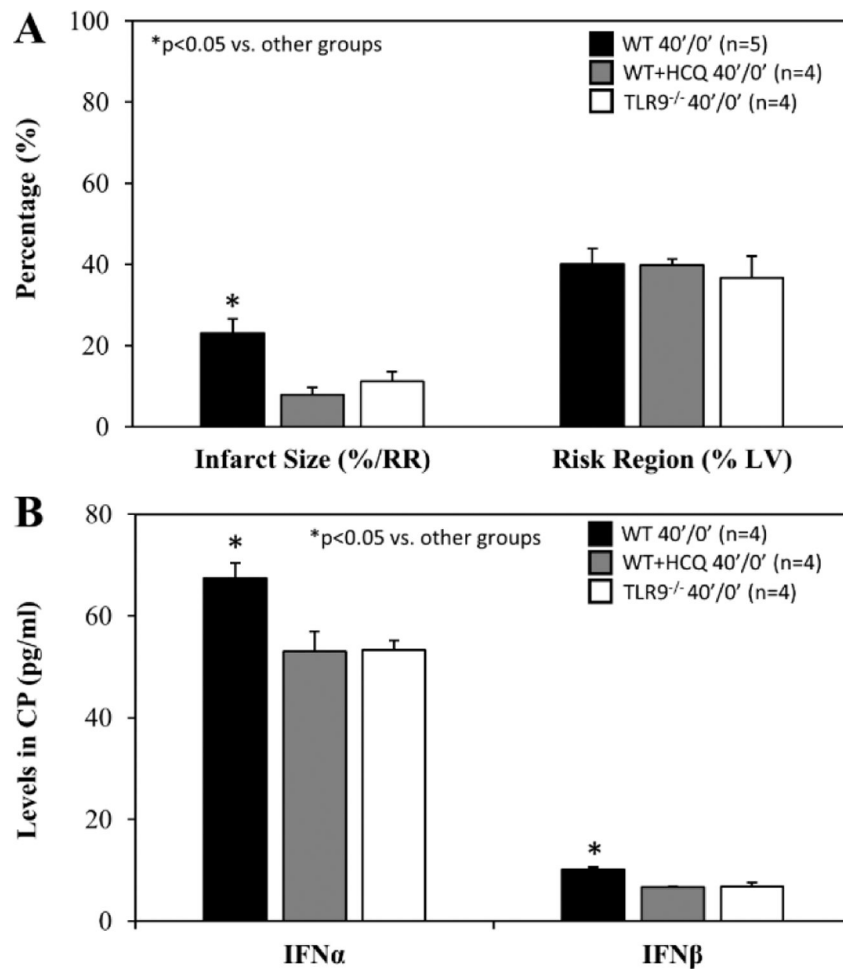 A
Percentage (%)
100
80
60
40
20
0
*p<0.05 vs. other groups
WT 40’/0’ (n=5)
WT+HCQ 40’/0’ (n=4)
TLR9-/- 40’/0’ (n=4)
*
Infarct Size (%/RR)
Risk Region (% LV)
B
Levels in CP (pg/ml)
80
60
40
20
0
*p<0.05 vs. other groups
WT 40’/0’ (n=4)
WT+HCQ 40’/0’ (n=4)
TLR9-/- 40’/0’ (n=4)
*
*
IFNα
IFNβ